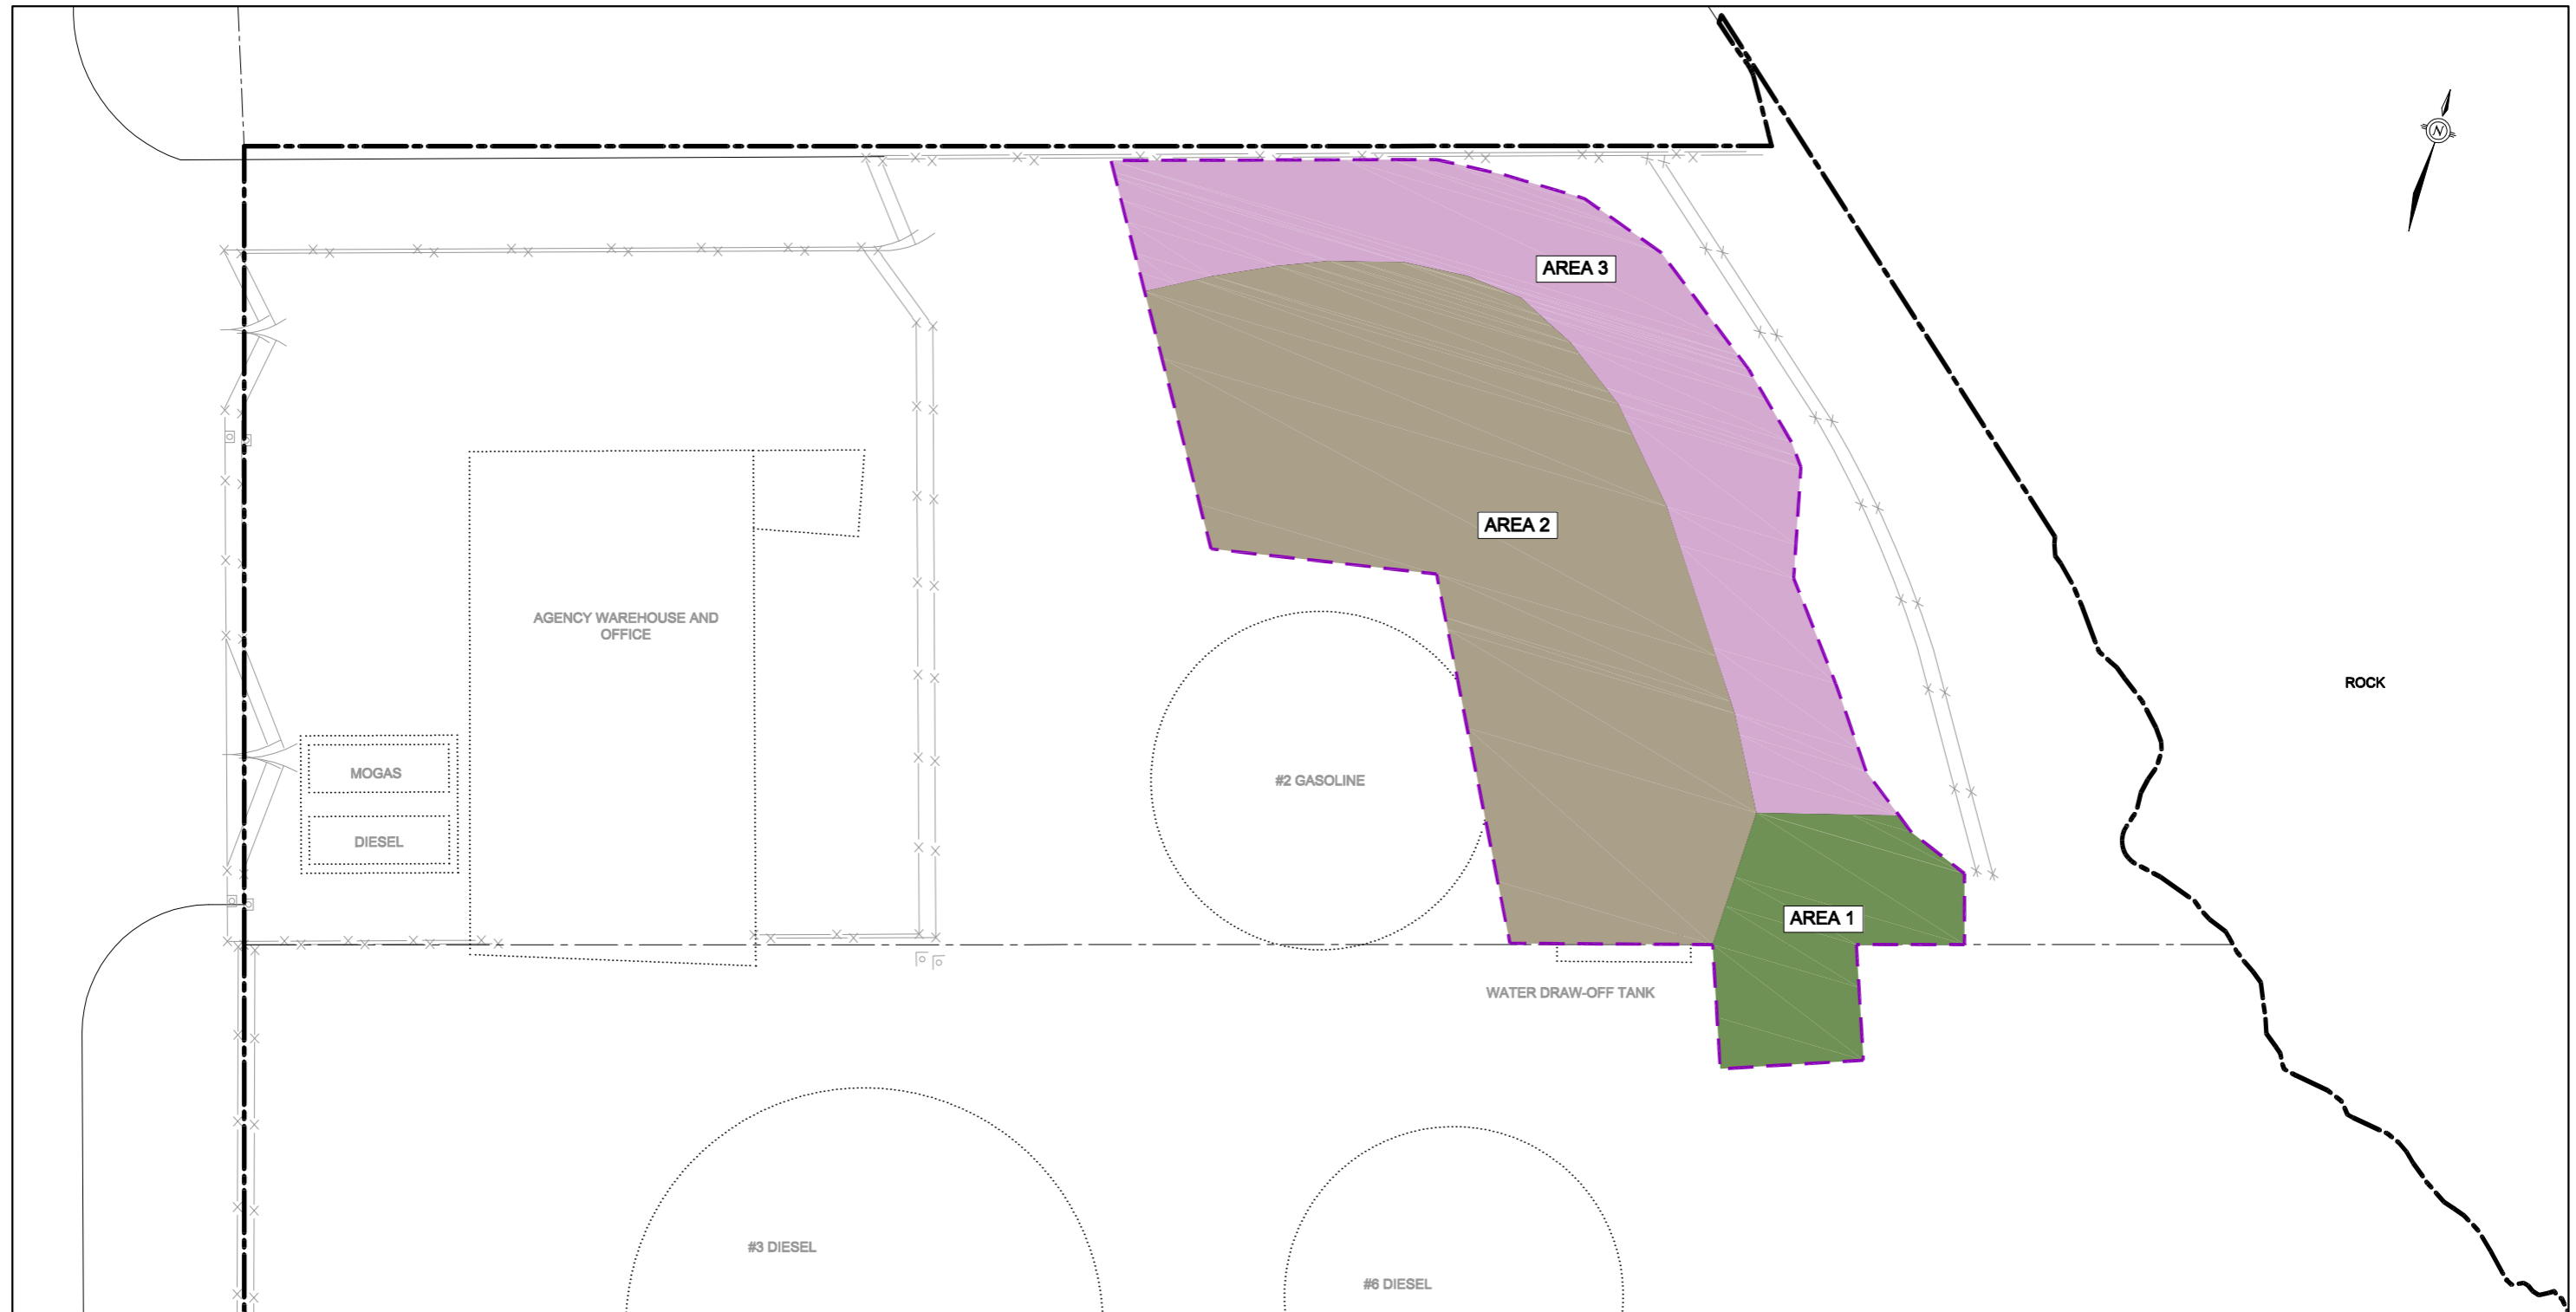 N
AREA 3
AREA 2
AGENCY WAREHOUSE AND
OFFICE
ROCK
MOGAS
#2 GASOLINE
DIESEL
AREA 1
WATER DRAW-OFF TANK
#3 DIESEL
#6 DIESEL